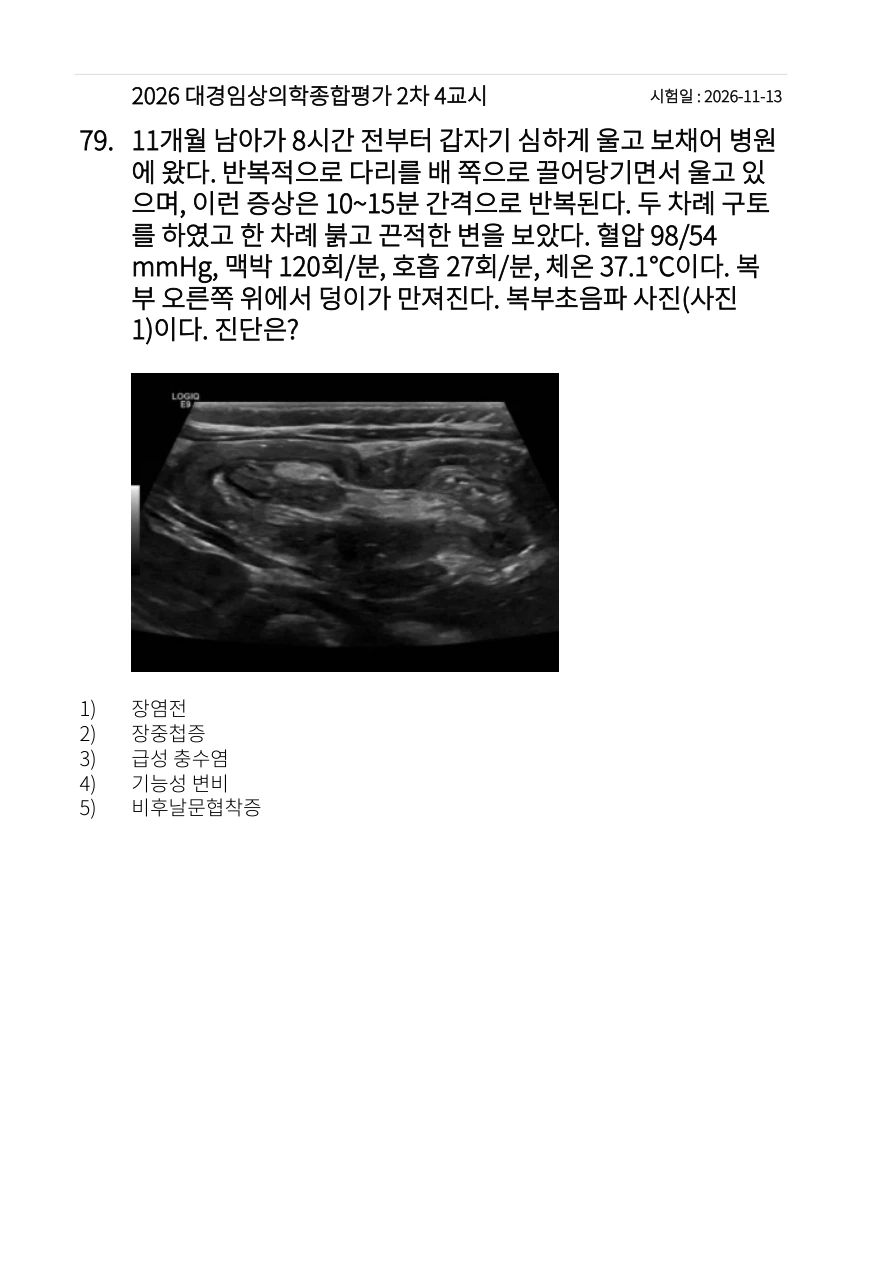 2026 대경임상의학종합평가 2차 4교시
시험일 : 2026-11-13
79. 11개월 남아가 8시간 전부터 갑자기 심하게 울고 보채어 병원
에 왔다. 반복적으로 다리를 배 쪽으로 끌어당기면서 울고 있
으며, 이런 증상은 10~15분 간격으로 반복된다. 두 차례 구토
를 하였고 한 차례 붉고 끈적한 변을 보았다. 혈압 98/54
mmHg, 맥박 120회/분, 호흡 27회/분, 체온 37.1℃이다. 복
부 오른쪽 위에서 덩이가 만져진다. 복부초음파 사진(사진
1)이다. 진단은?
LOGIQ
E9
1) 장염전
2) 장중첩증
3) 급성 충수염
4) 기능성 변비
5) 비후날문협착증